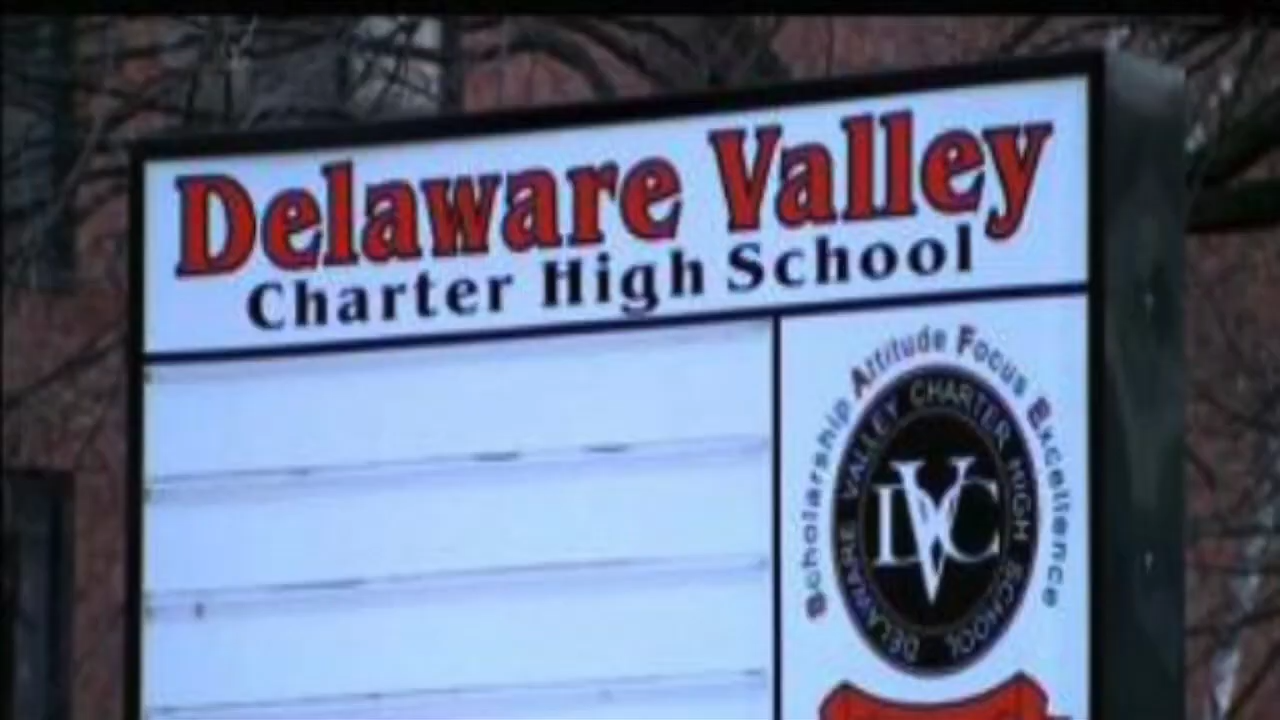 Delaware Valley
Charter High School
Scholarship Attitude Focus Excellence
DELAWARE VALLEY CHARTER HIGH SCHOOL
DVC